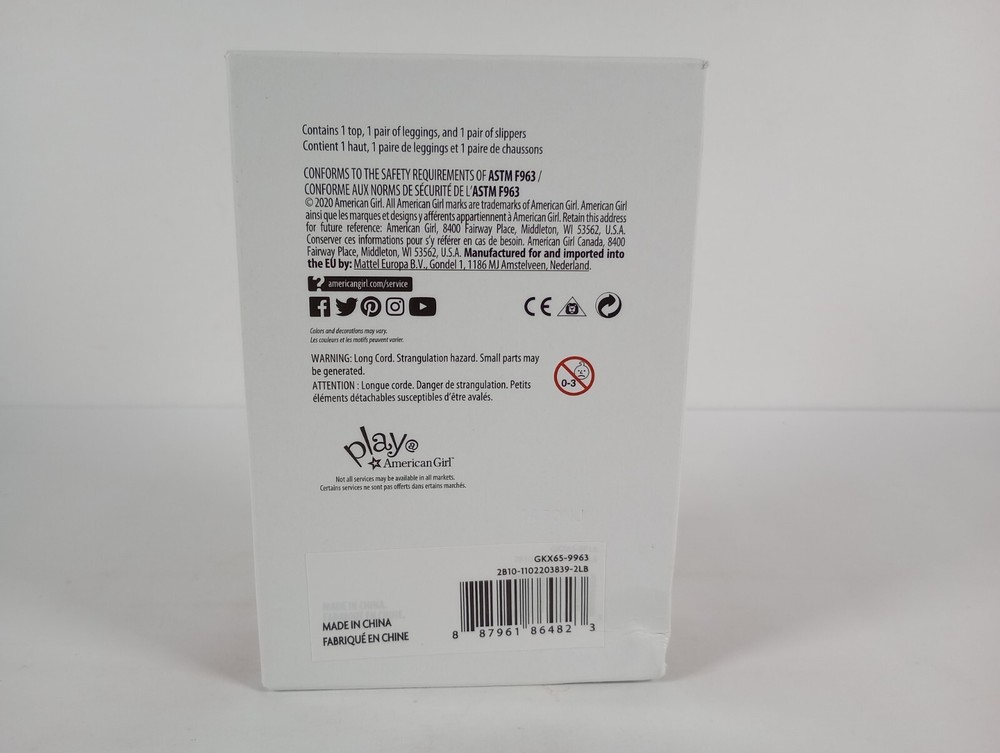 Contains 1 top, 1 pair of leggings, and 1 pair of slippers
Contient 1 haut, 1 paire de leggings et 1 paire de chaussons
CONFORMS TO THE SAFETY REQUIREMENTS OF ASTM F963 /
CONFORME AUX NORMS DE SÉCURITÉ DE L'ASTM F963
© 2020 American Girl. All American Girl marks are trademarks of American Girl. American Girl
ainsi que les marques et designs y afférents appartiennent à American Girl. Retain this address
for future reference: American Girl, 8400 Fairway Place, Middleton, WI 53562, U.S.A.
Conserver ces informations pour s'y référer en cas de besoin. American Girl Canada, 8400
Fairway Place, Middleton, WI 53562, U.S.A. Manufactured for and imported into
the EU by: Mattel Europa B.V., Gondel 1, 1186 MJ Amstelveen, Nederland.
? americangirl.com/service
CE
Colors and decorations may vary.
Les couleurs et les motifs peuvent varier.
WARNING: Long Cord. Strangulation hazard. Small parts may
be generated.
0-3
ATTENTION : Longue corde. Danger de strangulation. Petits
éléments détachables susceptibles d'être avalés.
play@
American Girl™
Not all services may be available in all markets.
Certains services ne sont pas offerts dans ertains marchés.
GKX65-9963
2B10-1102203839-2LB
MADE IN CHINA
FABRIQUÉ EN CHINE
8 87961 86482 3